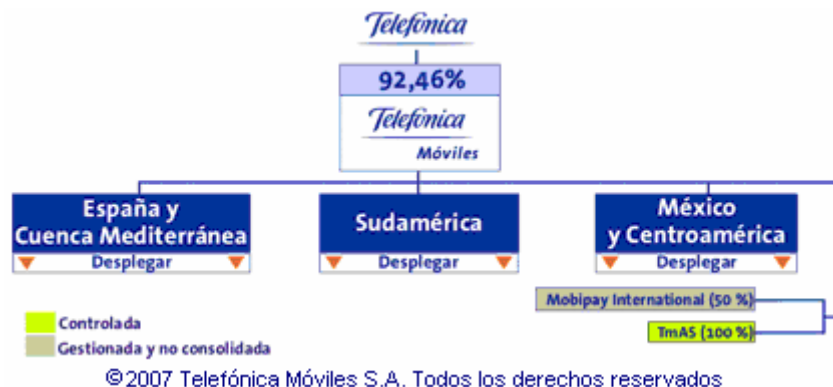 Telefónica
92,46%
Telefónica
Móviles
España y
Cuenca Mediterránea
Desplegar
Sudamérica
Desplegar
México
y Centroamérica
Desplegar
Mobipay International (50 %)
TmAS (100 %)
Controlada
Gestionada y no consolidada
©2007 Telefónica Móviles S.A. Todos los derechos reservados